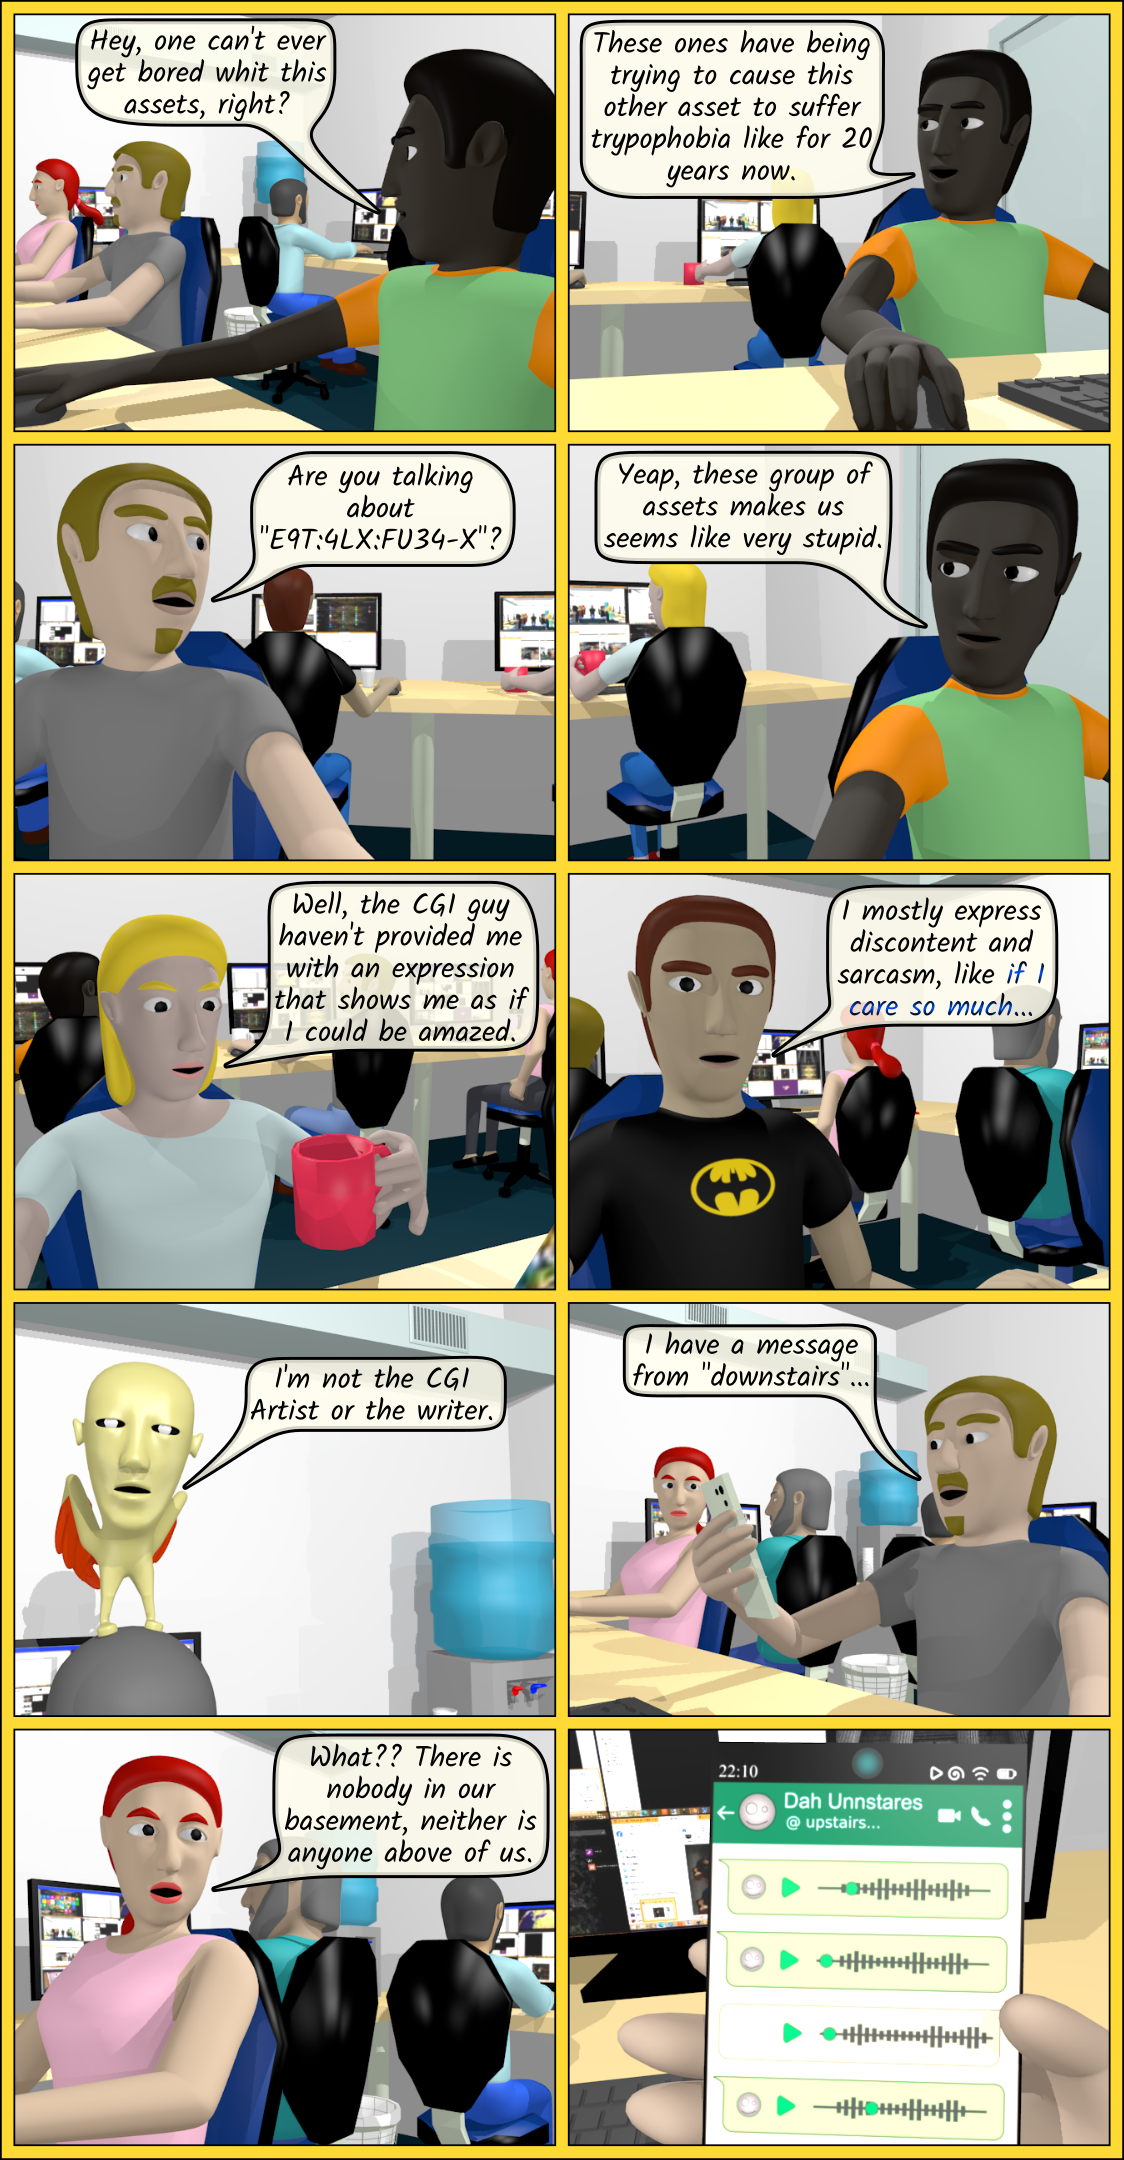 Hey, one can't ever
get bored whit this
assets, right?
These ones have being
trying to cause this
other asset to suffer
trypophobia like for 20
years now.
Are you talking
about
"E9T:4LX:FU34-X"?
Yeap, these group of
assets makes us
seems like very stupid.
Well, the CGI guy
haven't provided me
with an expression
that shows me as if
I could be amazed.
I mostly express
discontent and
sarcasm, like if I
care so much...
I'm not the CGI
Artist or the writer.
I have a message
from "downstairs"...
What?? There is
nobody in our
basement, neither is
anyone above of us.
22:10
Dah Unnstares
@ upstairs...